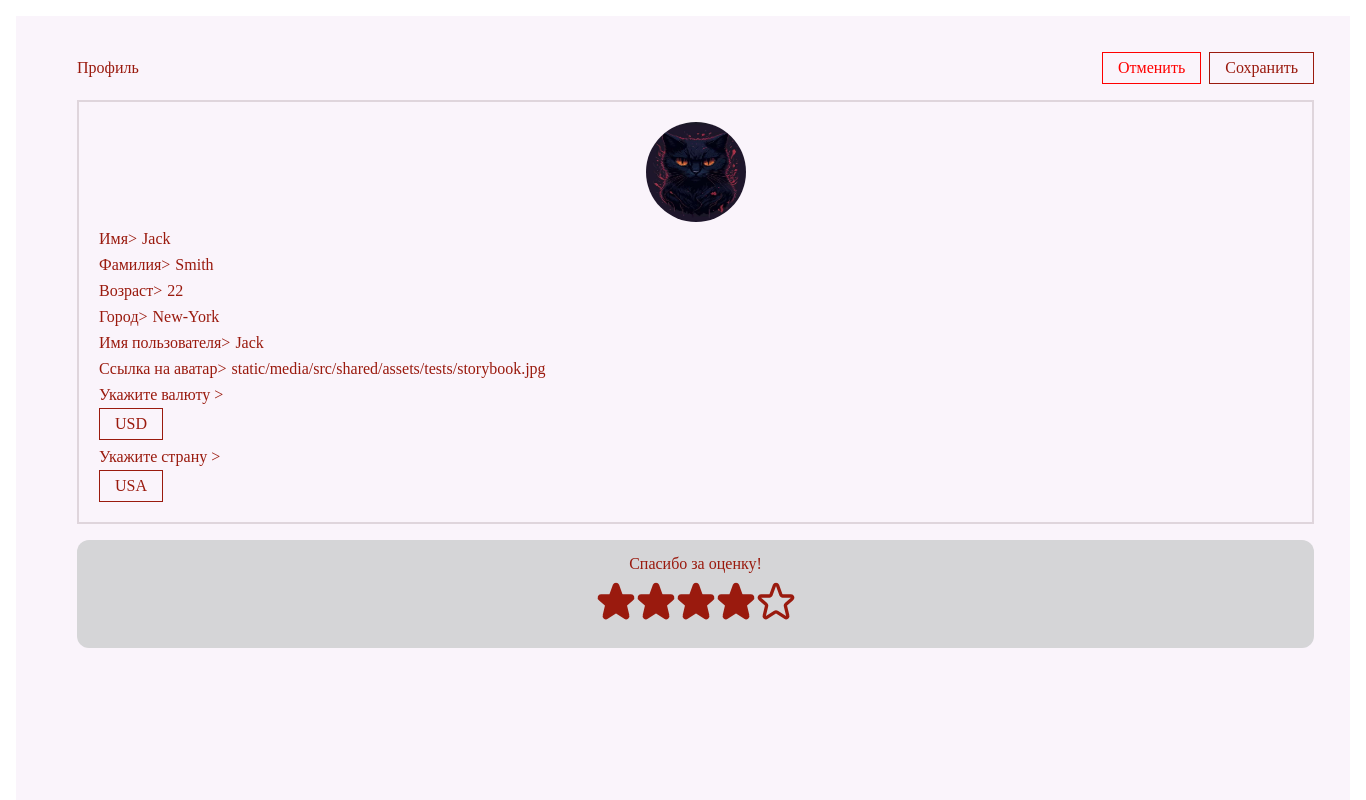 Профиль
Отменить
Сохранить
Имя> Jack
Фамилия> Smith
Возраст> 22
Город> New-York
Имя пользователя> Jack
Ссылка на аватар> static/media/src/shared/assets/tests/storybook.jpg
Укажите валюту >
USD
Укажите страну >
USA
Спасибо за оценку!